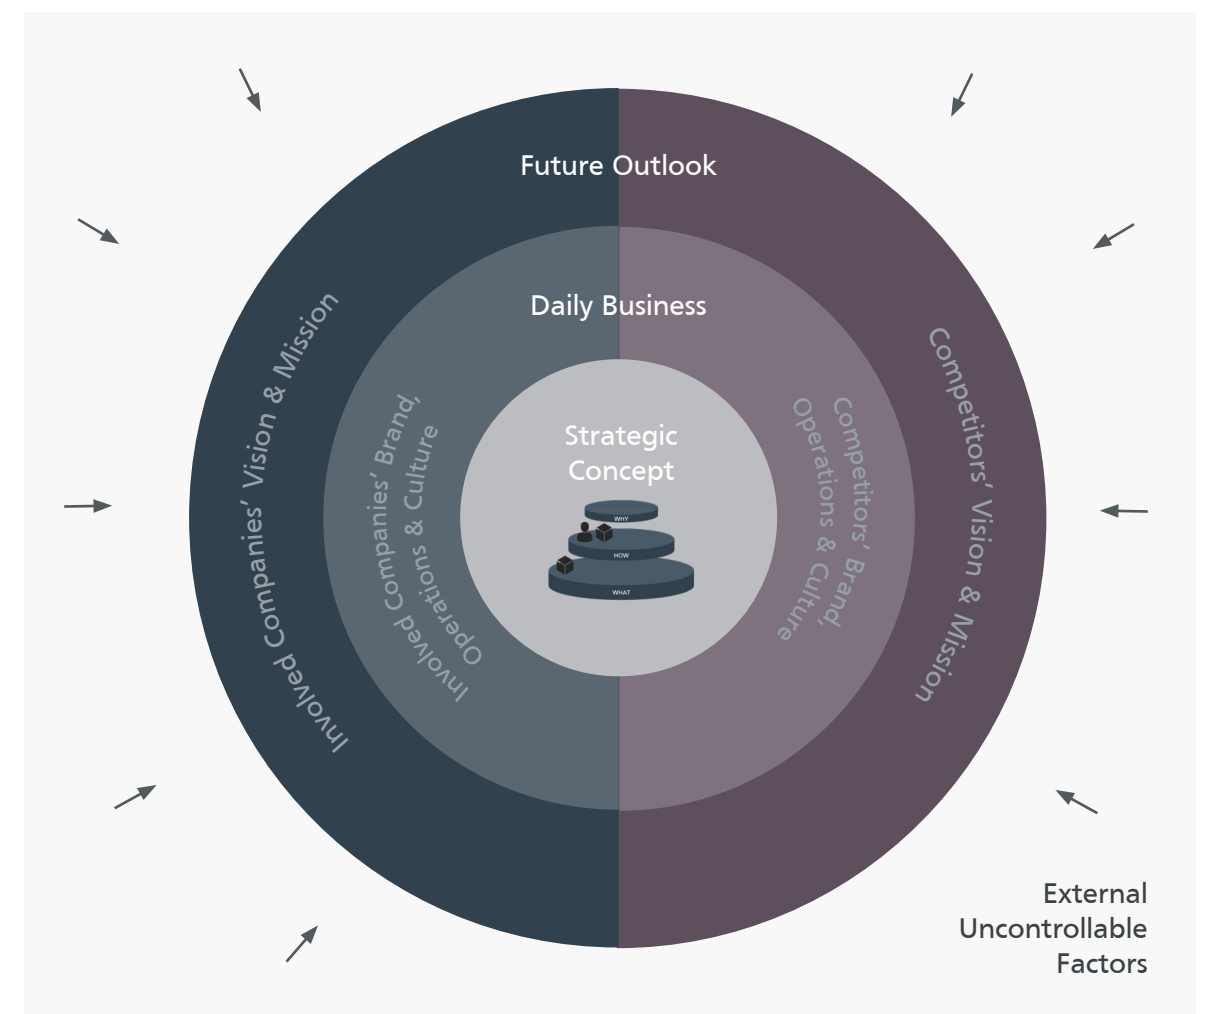 Future Outlook
Daily Business
Strategic
Concept
WHY
HOW
WHAT
Involved Companies’ Vision & Mission
Involved Companies’ Brand,
Operations & Culture
Competitors’ Brand,
Operations & Culture
Competitors’ Vision & Mission
External
Uncontrollable
Factors